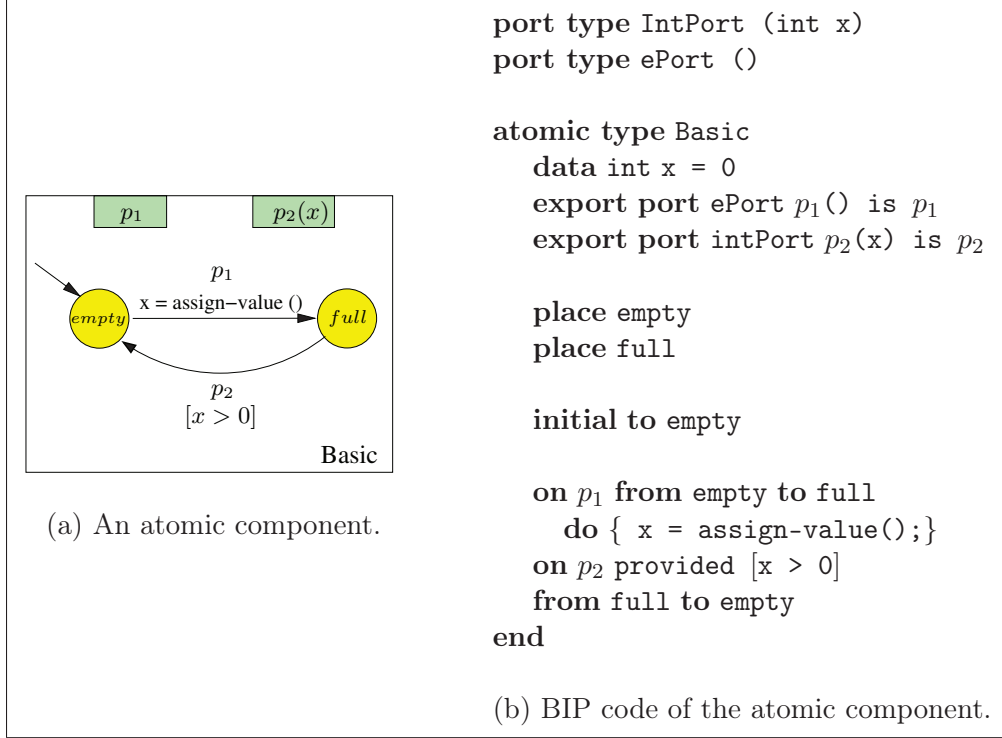 p₁
p₂(x)
p₁
x = assign−value ()
empty
full
p₂
[x > 0]
Basic
(a) An atomic component.
port type IntPort (int x)
port type ePort ()
atomic type Basic
data int x = 0
export port ePort p₁() is p₁
export port intPort p₂(x) is p₂
place empty
place full
initial to empty
on p₁ from empty to full
do { x = assign-value();}
on p₂ provided [x > 0]
from full to empty
end
(b) BIP code of the atomic component.